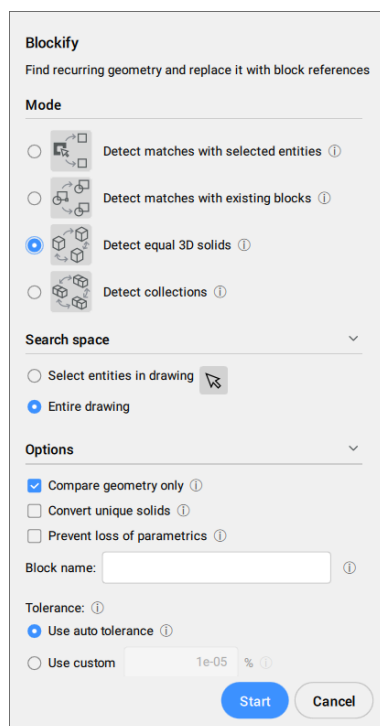 Blockify
Find recurring geometry and replace it with block references
Mode
Detect matches with selected entities ⓘ
Detect matches with existing blocks ⓘ
Detect equal 3D solids ⓘ
Detect collections ⓘ
Search space
Select entities in drawing
Entire drawing
Options
Compare geometry only ⓘ
Convert unique solids ⓘ
Prevent loss of parametrics ⓘ
Block name: ⓘ
Tolerance: ⓘ
Use auto tolerance ⓘ
Use custom 1e-05 % ⓘ
Start Cancel